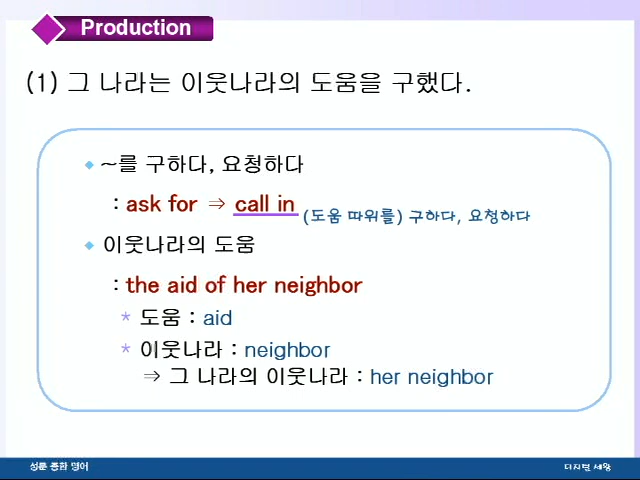 Production
(1) 그 나라는 이웃나라의 도움을 구했다.
◆ ~를 구하다, 요청하다
: ask for ⇒ call in (도움 따위를) 구하다, 요청하다
◆ 이웃나라의 도움
: the aid of her neighbor
* 도움 : aid
* 이웃나라 : neighbor
⇒ 그 나라의 이웃나라 : her neighbor
성문 종합 영어
디지털 세왕